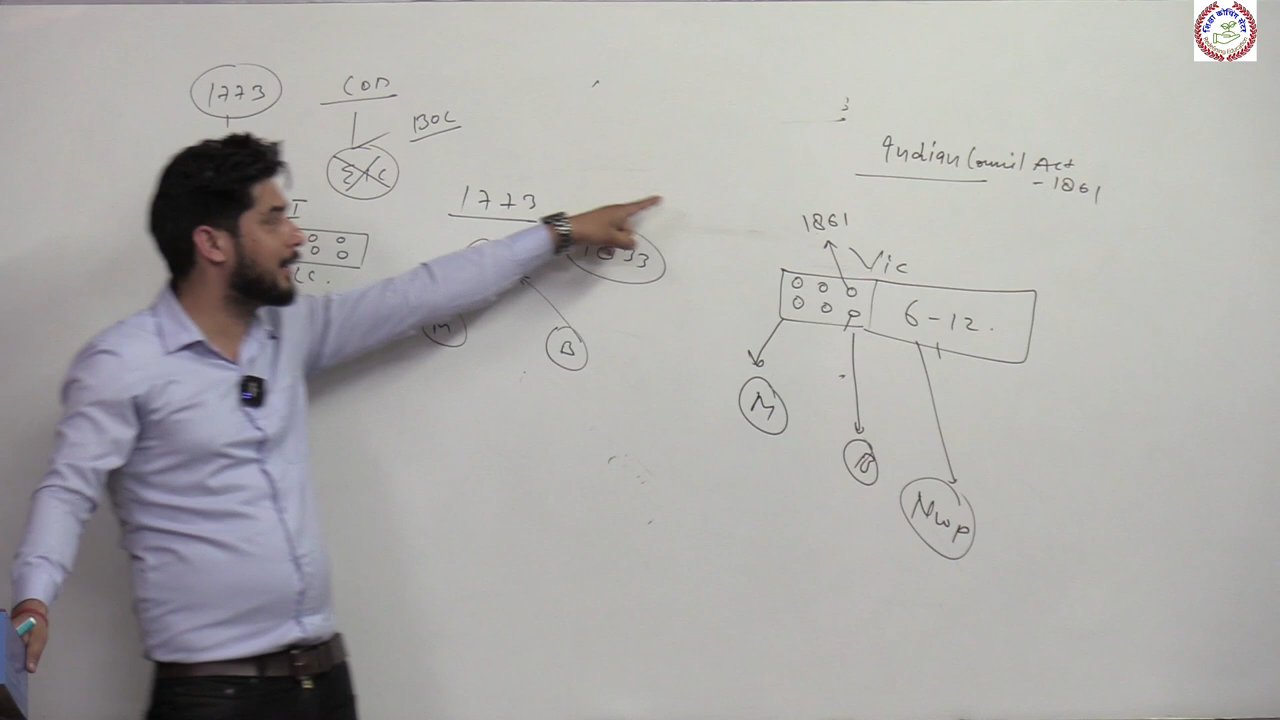 1773
COD
BOC
I
1773
1833
B
Indian Council Act
- 1861
1861
Vic
6-12.
M
B
Nwp